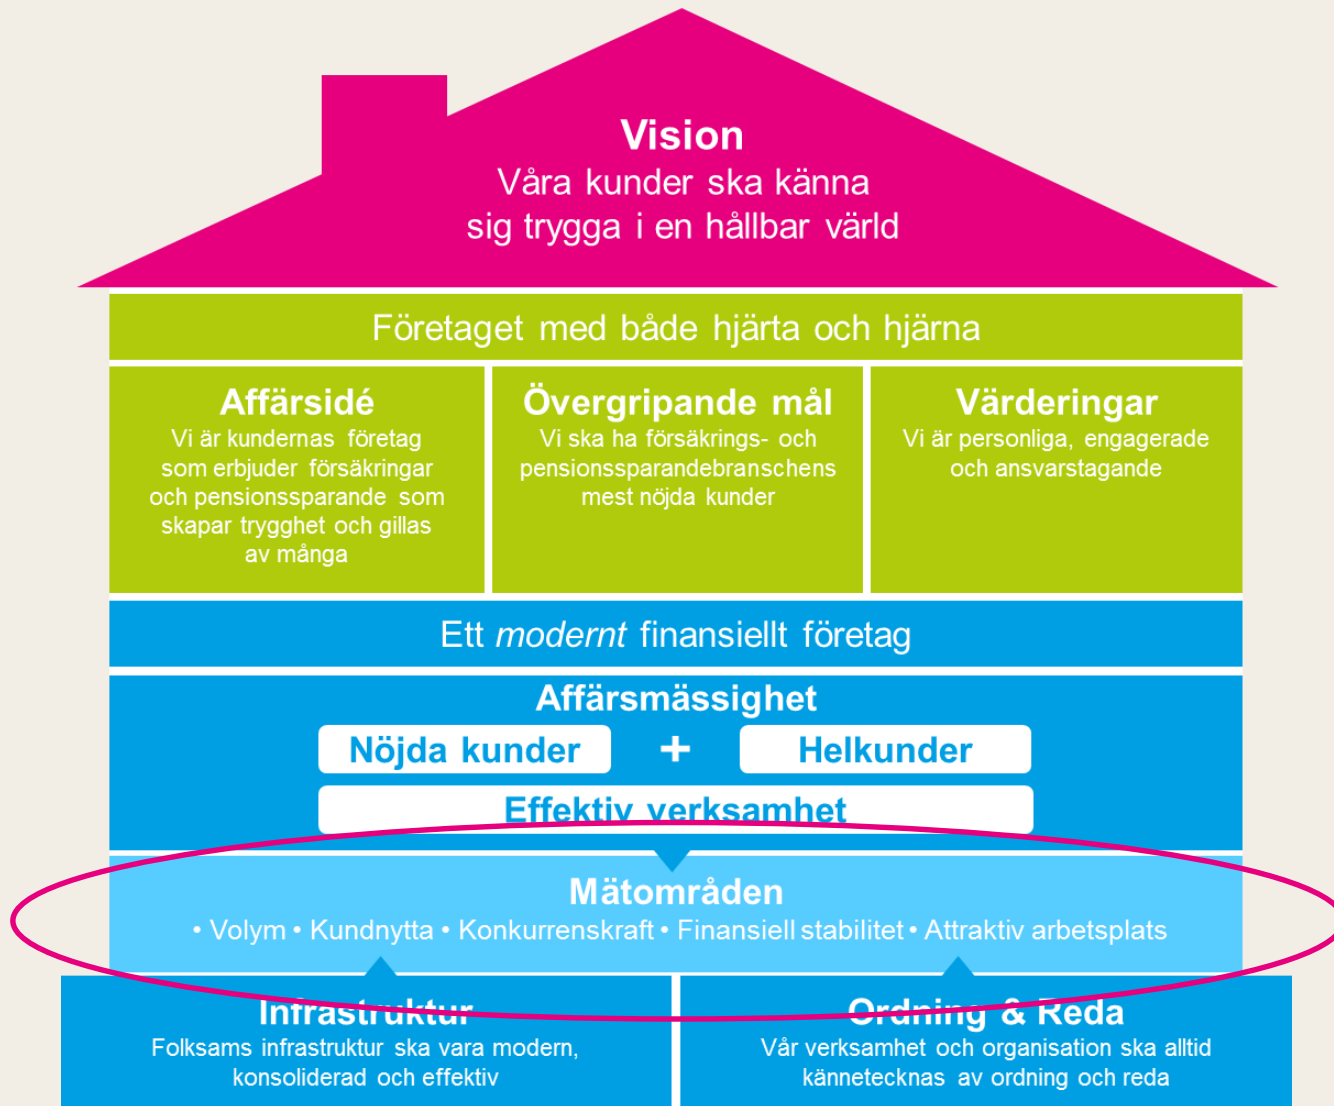 Vision
Våra kunder ska känna
sig trygga i en hållbar värld
Företaget med både hjärta och hjärna
Affärsidé
Vi är kundernas företag
som erbjuder försäkringar
och pensionssparande som
skapar trygghet och gillas
av många
Övergripande mål
Vi ska ha försäkrings- och
pensionssparandebranschens
mest nöjda kunder
Värderingar
Vi är personliga, engagerade
och ansvarstagande
Ett modernt finansiellt företag
Affärsmässighet
Nöjda kunder + Helkunder
Effektiv verksamhet
Mätområden
• Volym • Kundnytta • Konkurrenskraft • Finansiell stabilitet • Attraktiv arbetsplats
Infrastruktur
Folksams infrastruktur ska vara modern,
konsoliderad och effektiv
Ordning & Reda
Vår verksamhet och organisation ska alltid
kännetecknas av ordning och reda